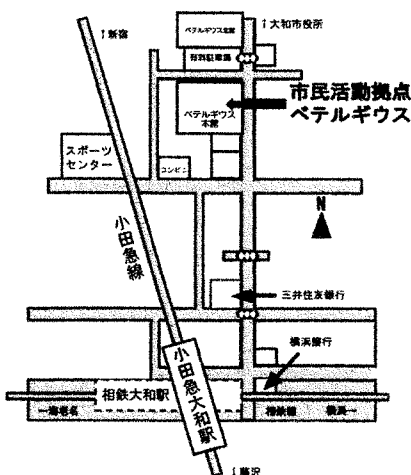 ベテルギウス北館
↑大和市役所
↑新宿
有料駐車場
市民活動拠点
ベテルギウス
ベテルギウス
本館
スポーツ
センター
コンビニ
N
小田急線
三井住友銀行
横浜銀行
小田急大和駅
相鉄大和駅
←海老名
相鉄線
横浜→
↓藤沢